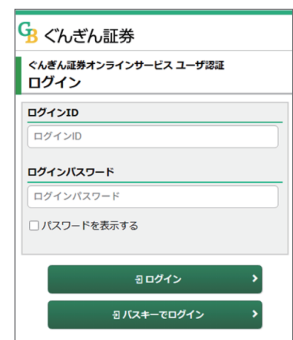 GB ぐんぎん証券
ぐんぎん証券オンラインサービス ユーザ認証
ログイン
ログインID
ログインID
ログインパスワード
ログインパスワード
パスワードを表示する
ログイン
パスキーでログイン